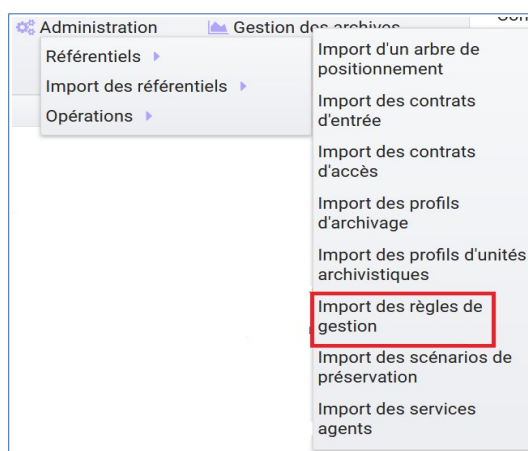 Administration
Gestion des archives
Référentiels
Import des référentiels
Opérations
Import d'un arbre de
positionnement
Import des contrats
d'entrée
Import des contrats
d'accès
Import des profils
d'archivage
Import des profils d'unités
archivistiques
Import des règles de
gestion
Import des scénarios de
préservation
Import des services
agents